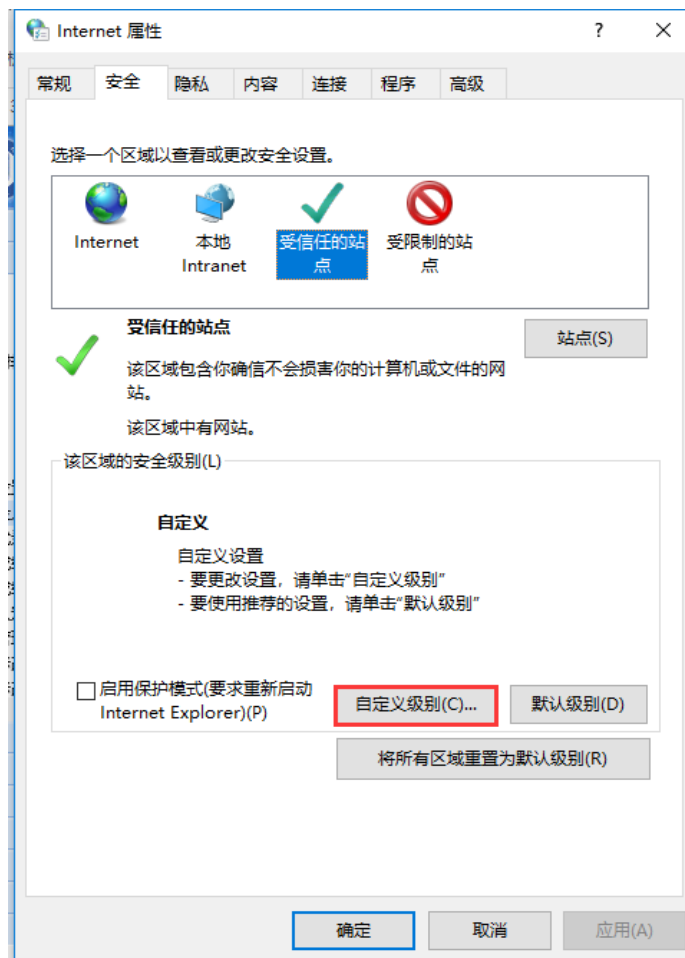 Internet 属性
?
常规
安全
隐私
内容
连接
程序
高级
选择一个区域以查看或更改安全设置。
Internet
本地
Intranet
受信任的站
点
受限制的站
点
受信任的站点
站点(S)
该区域包含你确信不会损害你的计算机或文件的网
站。
该区域中有网站。
该区域的安全级别(L)
自定义
自定义设置
- 要更改设置，请单击“自定义级别”
- 要使用推荐的设置，请单击“默认级别”
启用保护模式(要求重新启动
Internet Explorer)(P)
自定义级别(C)...
默认级别(D)
将所有区域重置为默认级别(R)
确定
取消
应用(A)